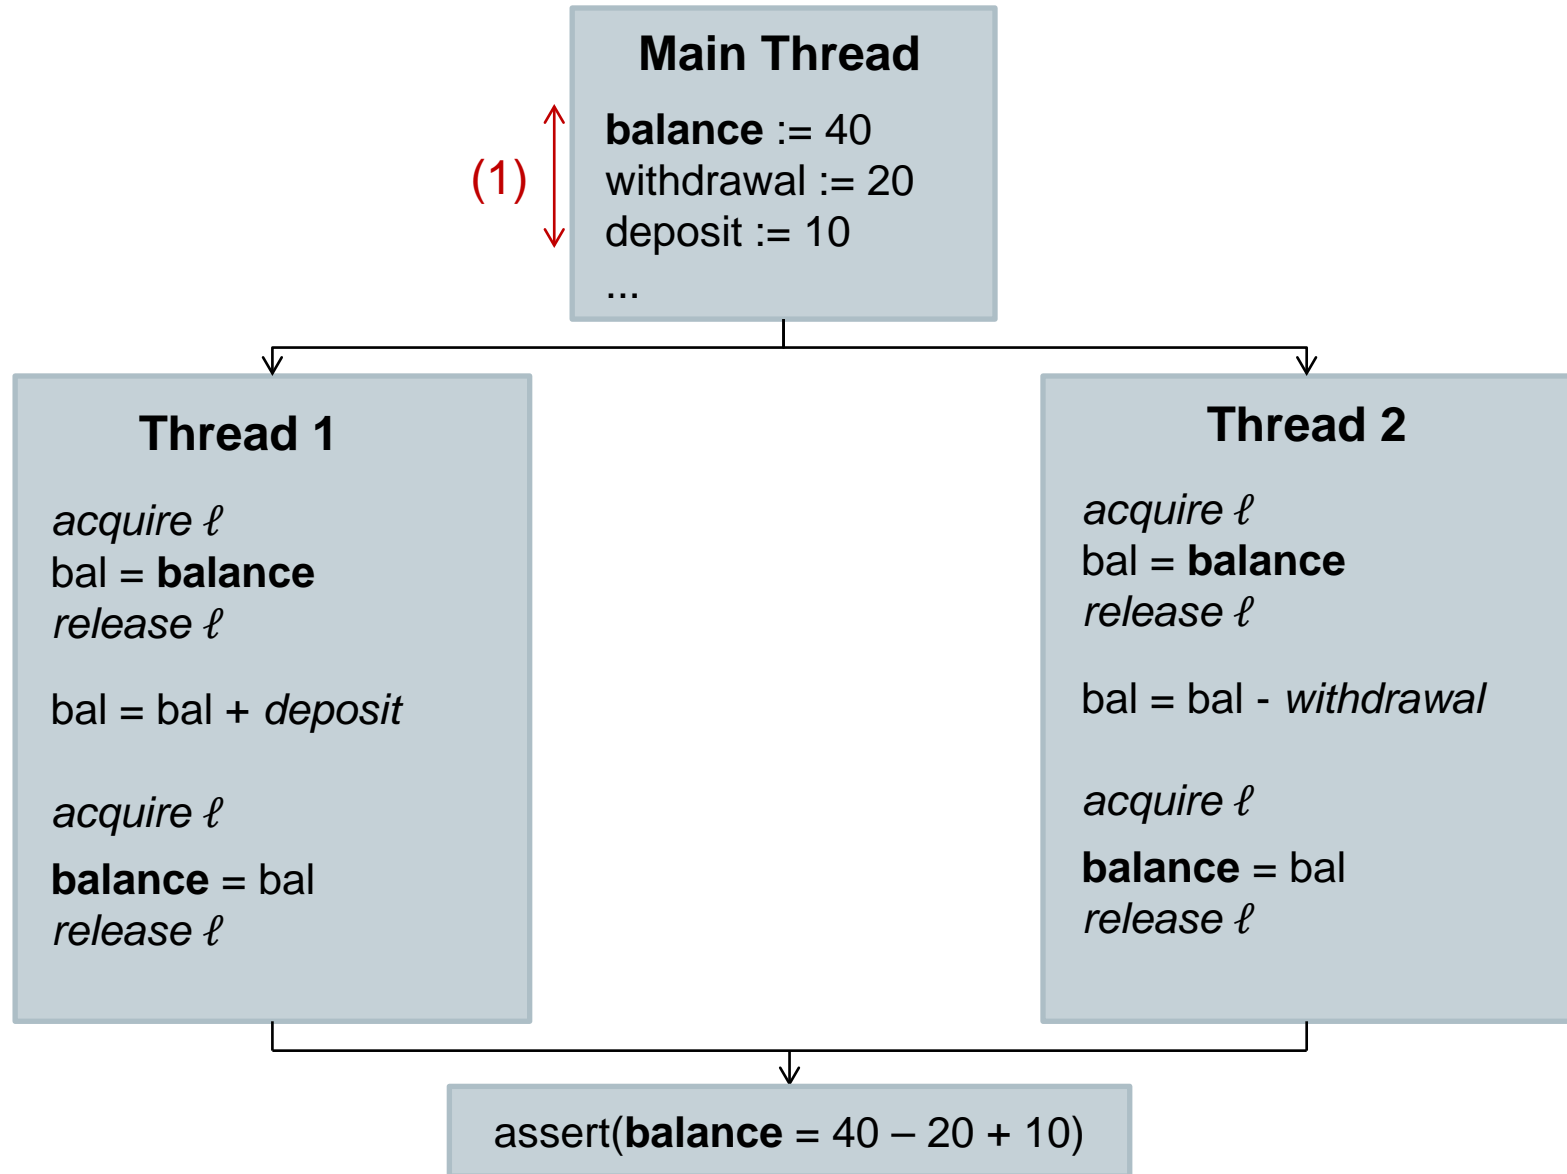 Main Thread
balance := 40
(1)
withdrawal := 20
deposit := 10
...
Thread 1
acquire ℓ
bal = balance
release ℓ
bal = bal + deposit
acquire ℓ
balance = bal
release ℓ
Thread 2
acquire ℓ
bal = balance
release ℓ
bal = bal - withdrawal
acquire ℓ
balance = bal
release ℓ
assert(balance = 40 – 20 + 10)